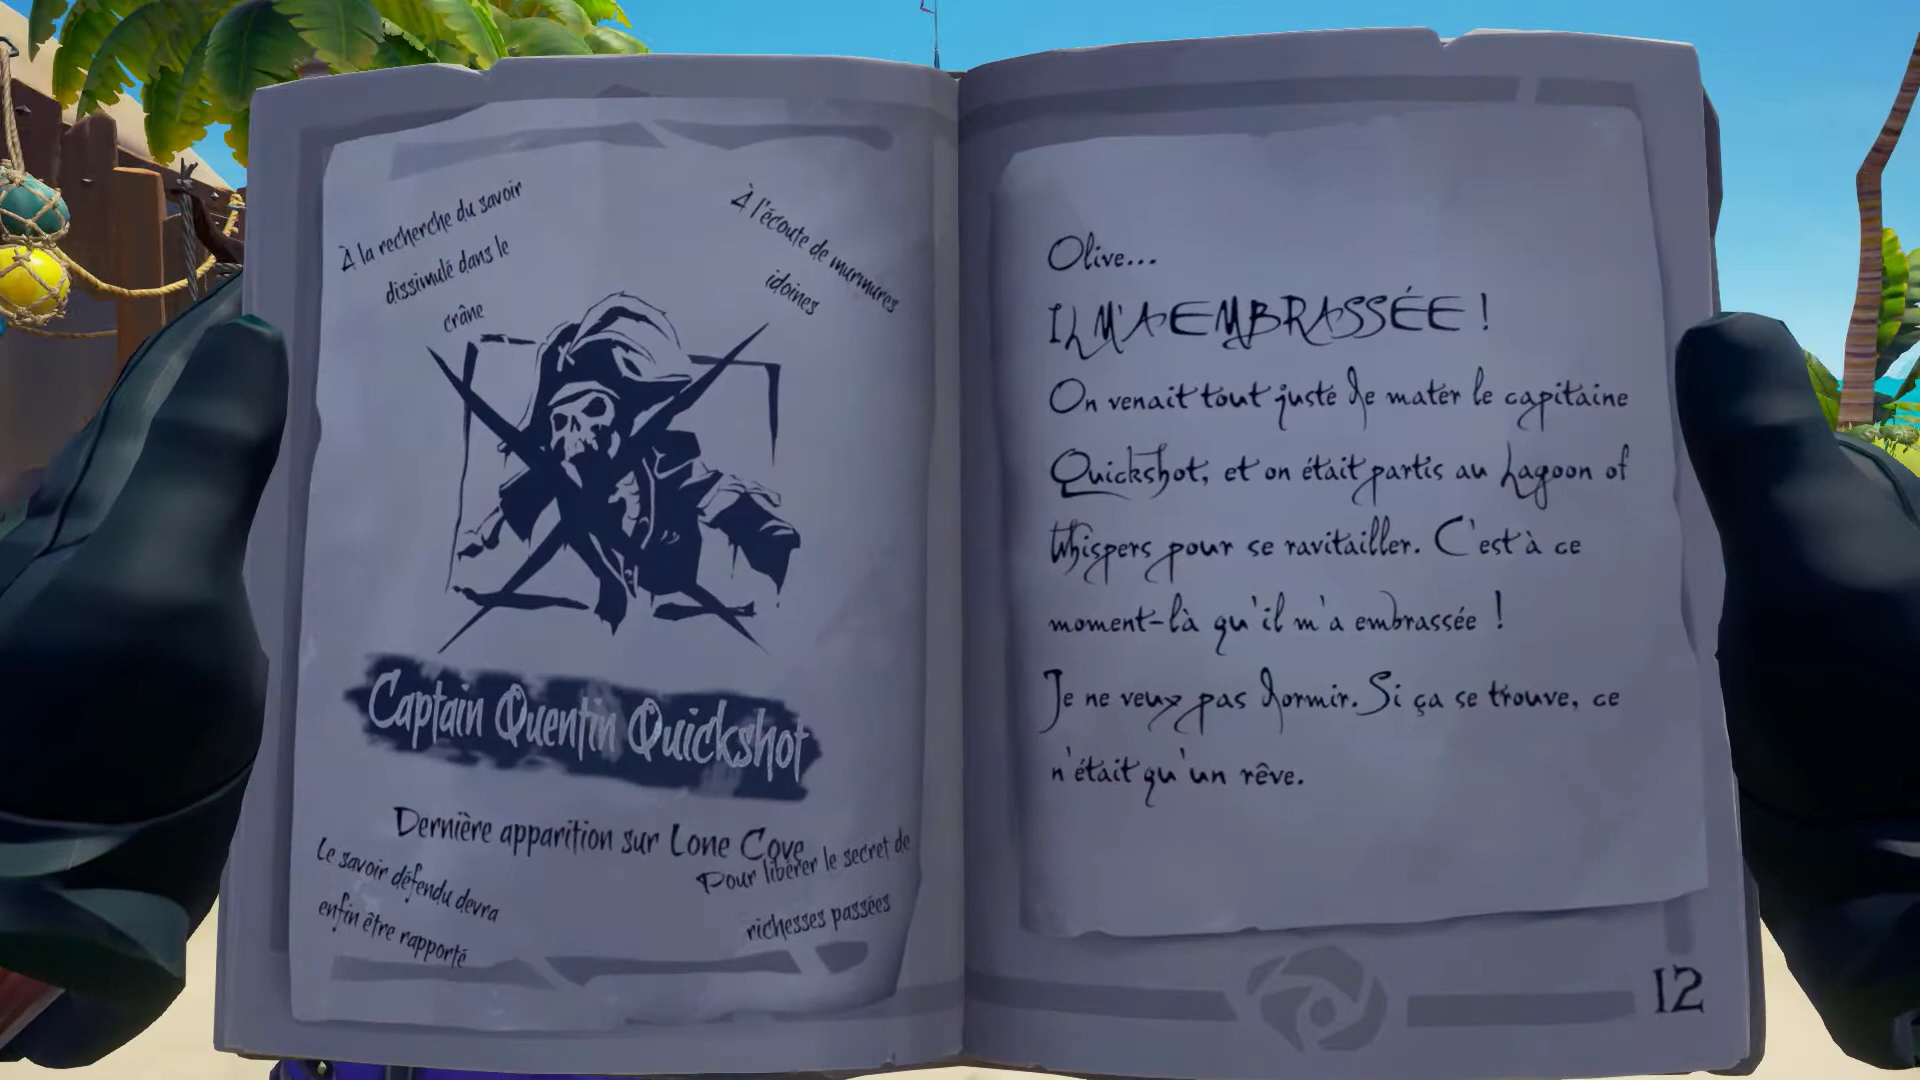 À la recherche du savoir
dissimulé dans le
crâne
À l'écoute de murmures
idoines
Captain Quentin Quickshot
Dernière apparition sur Lone Cove
Le savoir défendu devra
enfin être rapporté
Pour libérer le secret de
richesses passées
Olive...
IL M'A EMBRASSÉE !
On venait tout juste de mater le capitaine
Quickshot, et on était partis au Lagoon of
Whispers pour se ravitailler. C'est à ce
moment-là qu'il m'a embrassée !
Je ne veux pas dormir. Si ça se trouve, ce
n'était qu'un rêve.
12